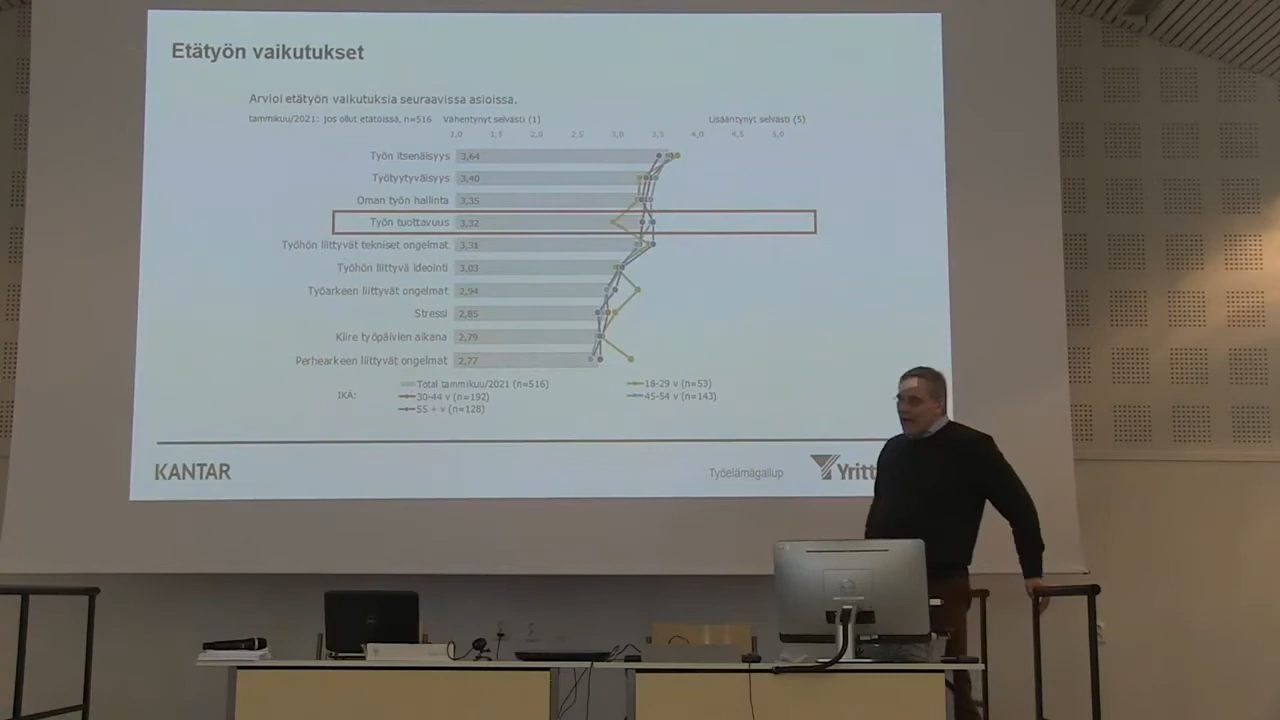 Etätyön vaikutukset
Arvioi etätyön vaikutuksia seuraavissa asioissa.
tammikuu/2021: jos ollut etätöissä, n=516 Vähentynyt selvästi (1) Lisääntynyt selvästi (5)
1,0 1,5 2,0 2,5 3,0 3,5 4,0 4,5 5,0
Työn itsenäisyys 3,64
Työtyytyväisyys 3,40
Oman työn hallinta 3,35
Työn tuottavuus 3,32
Työhön liittyvät tekniset ongelmat 3,31
Työhön liittyvä ideointi 3,03
Työarkeen liittyvät ongelmat 2,94
Stressi 2,85
Kiire työpäivien aikana 2,79
Perhearkeen liittyvät ongelmat 2,77
Total tammikuu/2021 (n=516) 18-29 v (n=53)
IKÄ: 30-44 v (n=192) 45-54 v (n=143)
55 + v (n=128)
KANTAR Työelämägallup Yritt